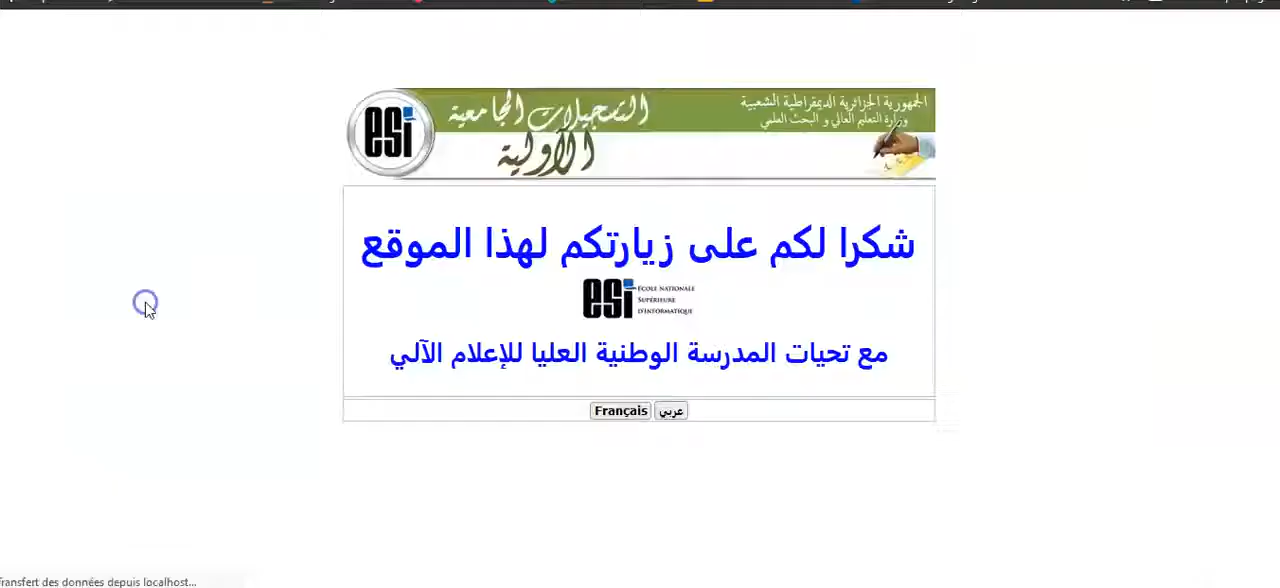 esi
التسجيلات الجامعية
الأولية
الجمهورية الجزائرية الديمقراطية الشعبية
وزارة التعليم العالي و البحث العلمي
شكرا لكم على زيارتكم لهذا الموقع
esi
ECOLE NATIONALE
SUPÉRIEURE
D'INFORMATIQUE
مع تحيات المدرسة الوطنية العليا للإعلام الآلي
Français عربي
Transfert des données depuis localhost...